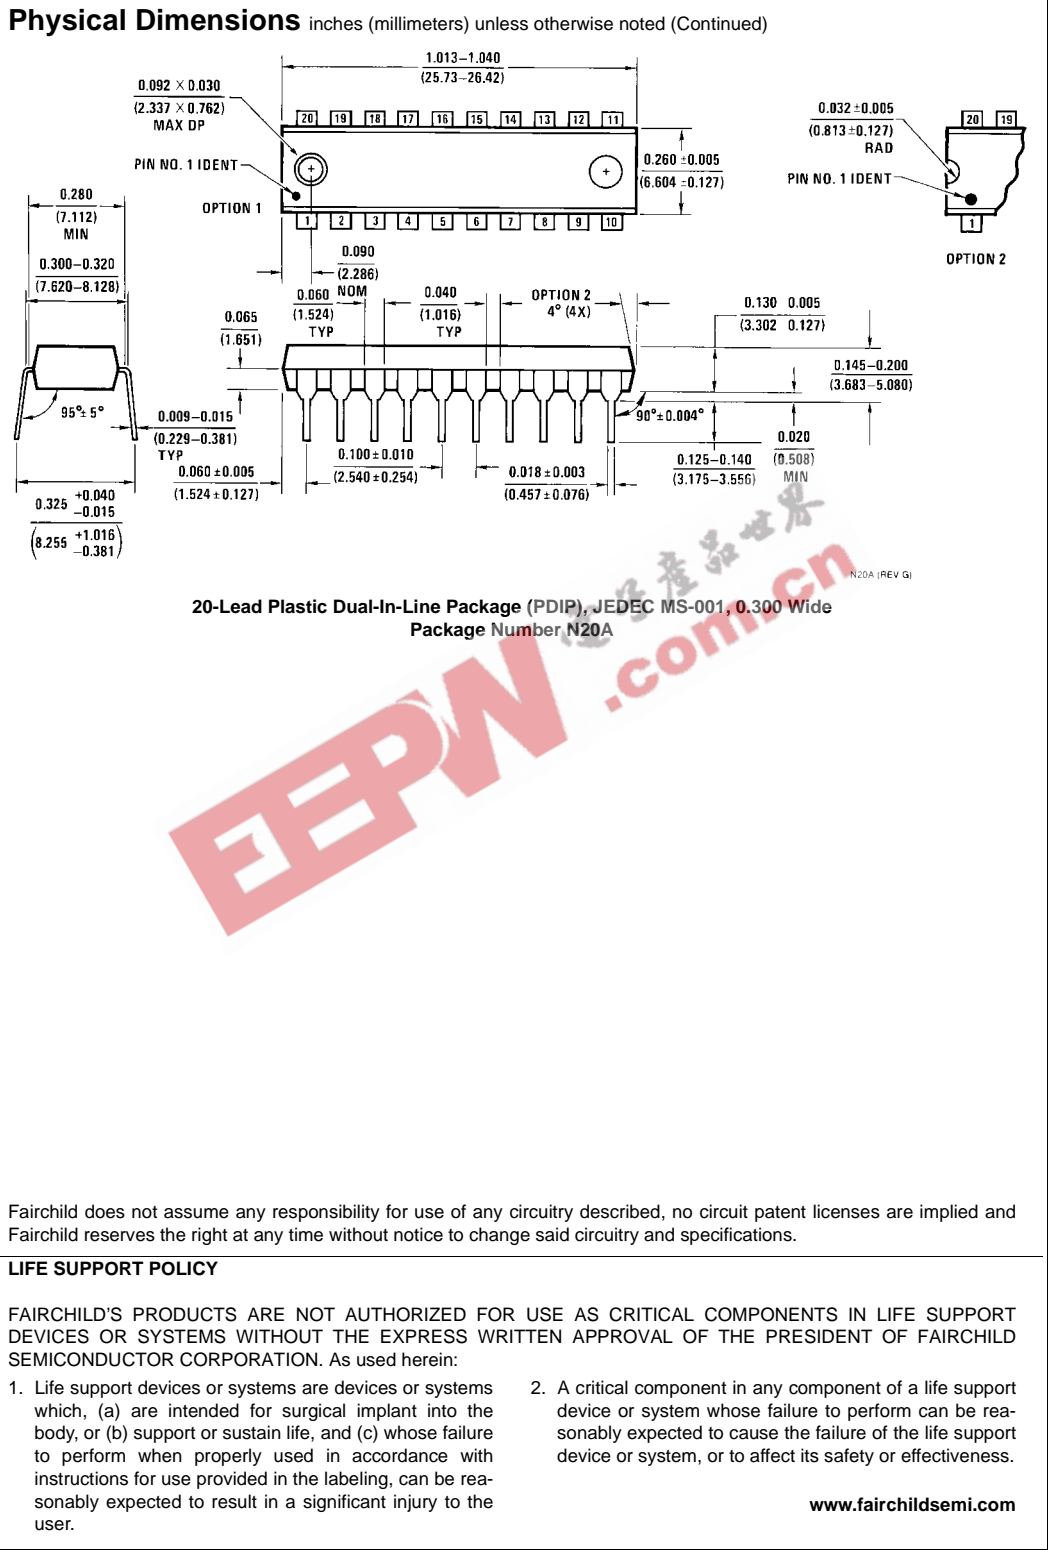 Physical Dimensions inches (millimeters) unless otherwise noted (Continued)
1.013–1.040
(25.73–26.42)
0.092 × 0.030
(2.337 × 0.762)
MAX DP
PIN NO. 1 IDENT
OPTION 1
20 19 18 17 16 15 14 13 12 11
1 2 3 4 5 6 7 8 9 10
0.260 ±0.005
(6.604 ±0.127)
0.032 ±0.005
(0.813 ±0.127)
RAD
PIN NO. 1 IDENT
20 19
1
OPTION 2
0.280
(7.112)
MIN
0.300–0.320
(7.620–8.128)
0.090
(2.286)
NOM
0.060
(1.524)
TYP
0.040
(1.016)
TYP
OPTION 2
4° (4X)
0.065
(1.651)
0.130 0.005
(3.302 0.127)
0.145–0.200
(3.683–5.080)
95°± 5°
0.009–0.015
(0.229–0.381)
TYP
90°±0.004°
0.020
(0.508)
MIN
0.125–0.140
(3.175–3.556)
0.100 ±0.010
(2.540 ±0.254)
0.018 ±0.003
(0.457 ±0.076)
0.060 ±0.005
(1.524 ±0.127)
0.325 +0.040
–0.015
(8.255 +1.016
–0.381)
N20A (REV G)
20-Lead Plastic Dual-In-Line Package (PDIP), JEDEC MS-001, 0.300 Wide
Package Number N20A
EEPW.com.cn
电子产品世界
Fairchild does not assume any responsibility for use of any circuitry described, no circuit patent licenses are implied and
Fairchild reserves the right at any time without notice to change said circuitry and specifications.
LIFE SUPPORT POLICY
FAIRCHILD'S PRODUCTS ARE NOT AUTHORIZED FOR USE AS CRITICAL COMPONENTS IN LIFE SUPPORT
DEVICES OR SYSTEMS WITHOUT THE EXPRESS WRITTEN APPROVAL OF THE PRESIDENT OF FAIRCHILD
SEMICONDUCTOR CORPORATION. As used herein:
1. Life support devices or systems are devices or systems
which, (a) are intended for surgical implant into the
body, or (b) support or sustain life, and (c) whose failure
to perform when properly used in accordance with
instructions for use provided in the labeling, can be rea-
sonably expected to result in a significant injury to the
user.
2. A critical component in any component of a life support
device or system whose failure to perform can be rea-
sonably expected to cause the failure of the life support
device or system, or to affect its safety or effectiveness.
www.fairchildsemi.com